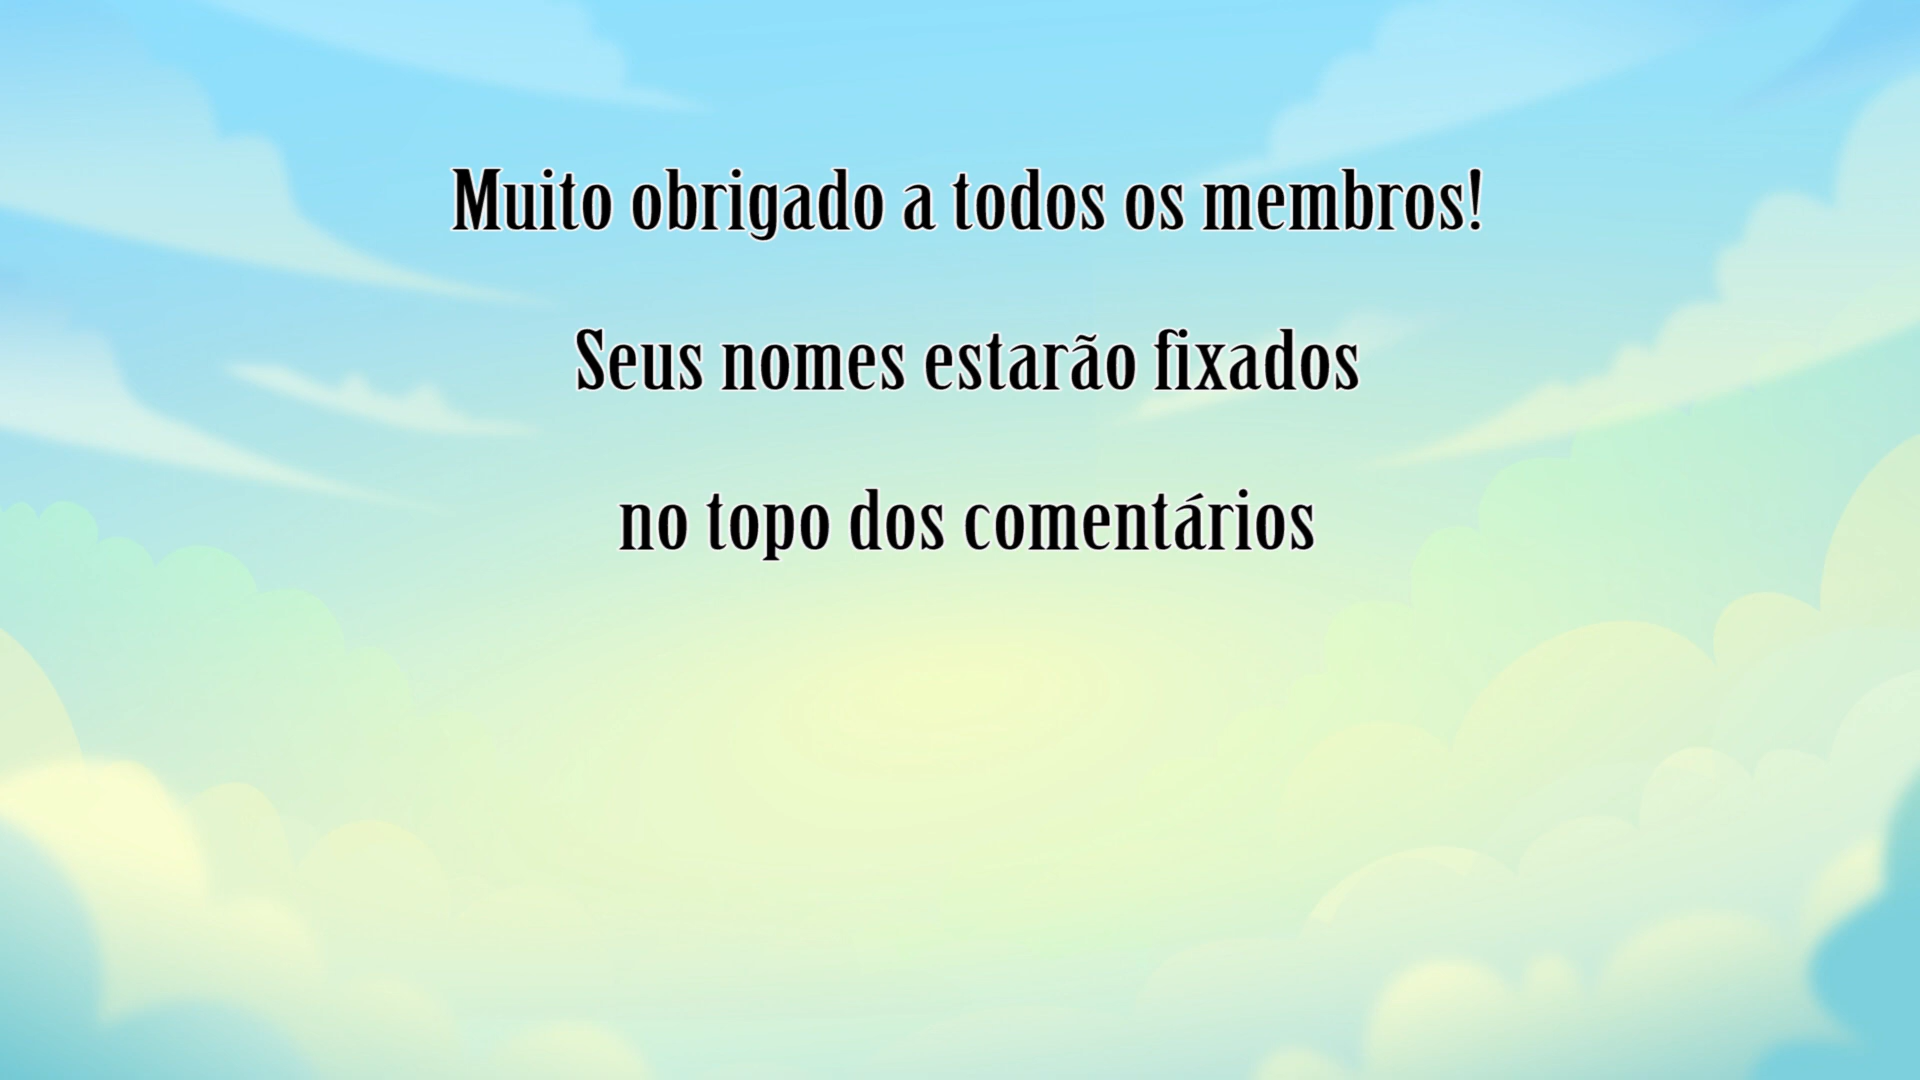 Muito obrigado a todos os membros!
Seus nomes estarão fixados
no topo dos comentários